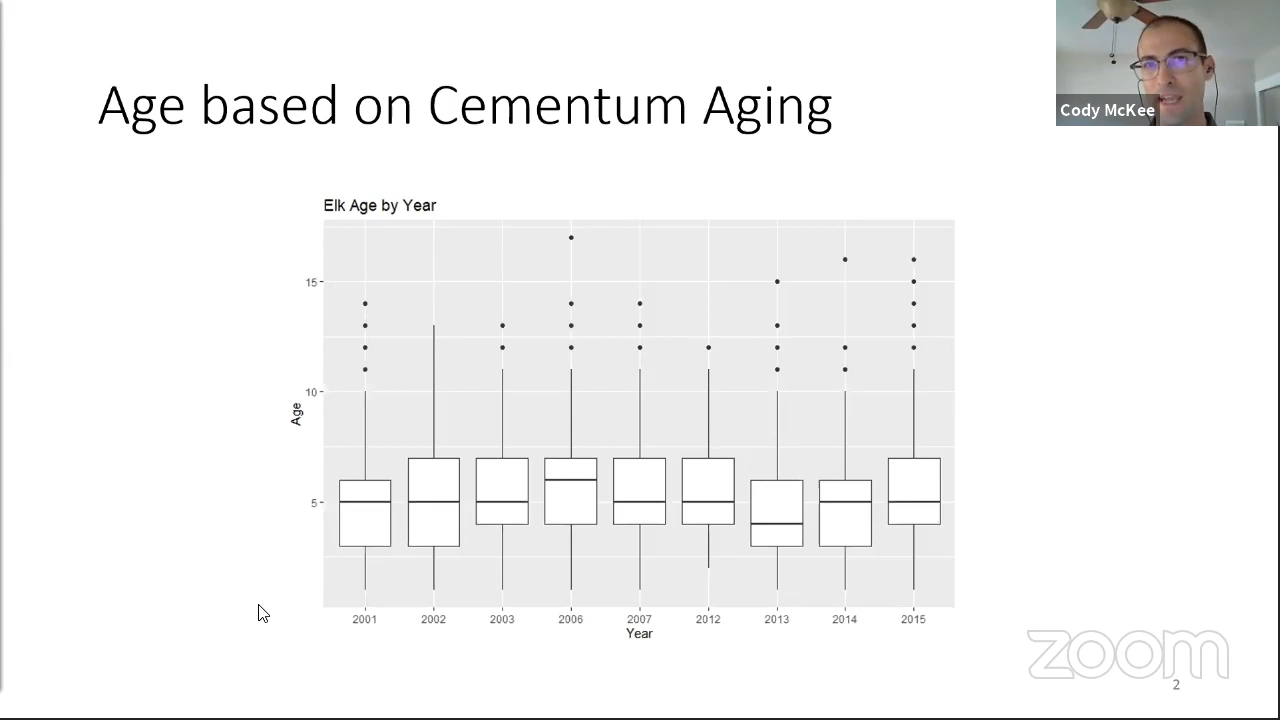 Age based on Cementum Aging
Cody McKee
Elk Age by Year
15
10
5
Age
2001 2002 2003 2006 2007 2012 2013 2014 2015
Year
zoom
2